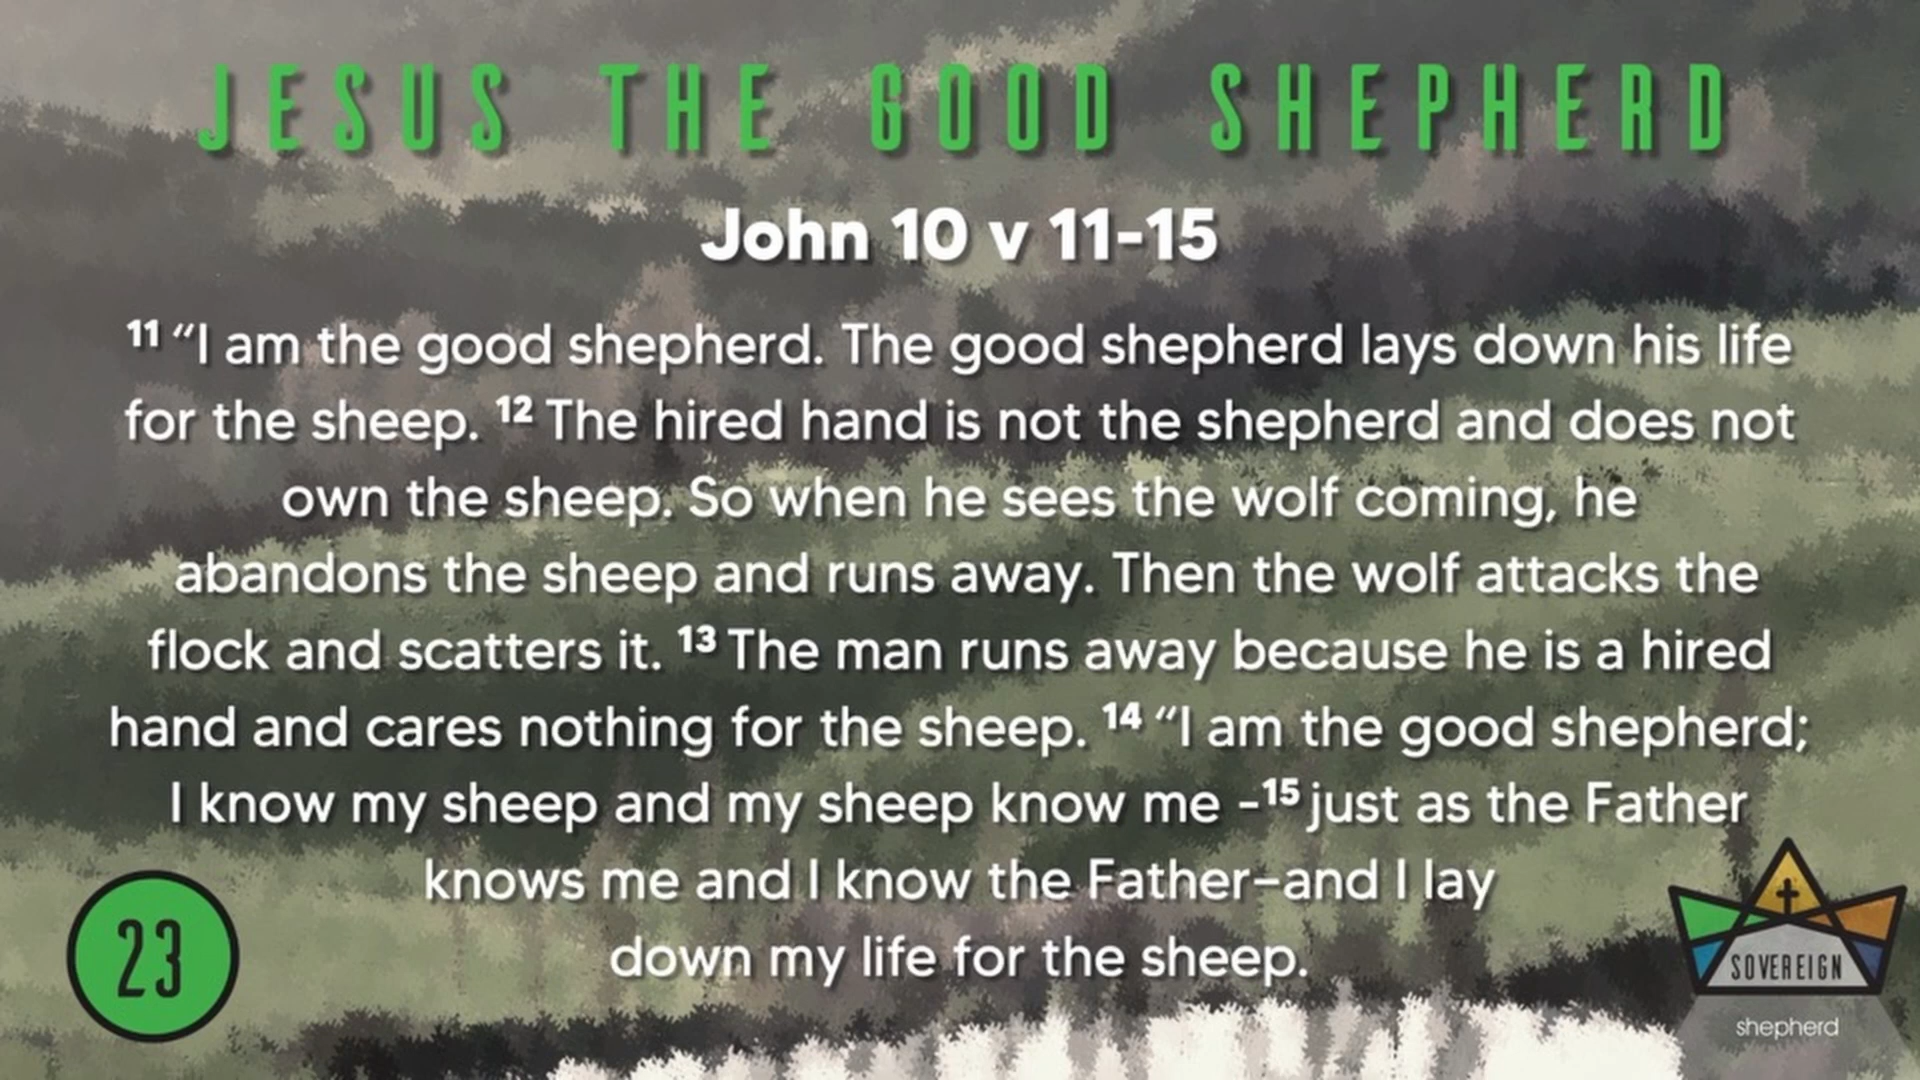 JESUS THE GOOD SHEPHERD
John 10 v 11-15
11 “I am the good shepherd. The good shepherd lays down his life
for the sheep. 12 The hired hand is not the shepherd and does not
own the sheep. So when he sees the wolf coming, he
abandons the sheep and runs away. Then the wolf attacks the
flock and scatters it. 13 The man runs away because he is a hired
hand and cares nothing for the sheep. 14 “I am the good shepherd;
I know my sheep and my sheep know me -15 just as the Father
knows me and I know the Father–and I lay
down my life for the sheep.
23
SOVEREIGN
shepherd